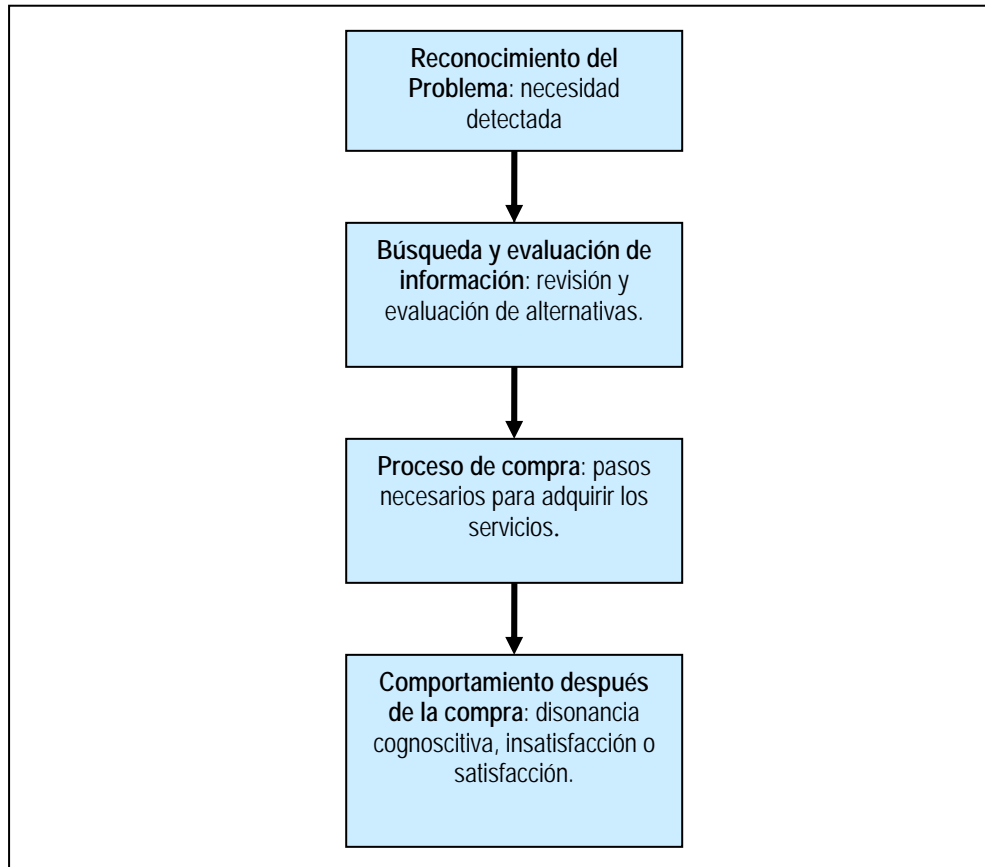 Reconocimiento del
Problema: necesidad
detectada
Búsqueda y evaluación de
información: revisión y
evaluación de alternativas.
Proceso de compra: pasos
necesarios para adquirir los
servicios.
Comportamiento después
de la compra: disonancia
cognoscitiva, insatisfacción o
satisfacción.